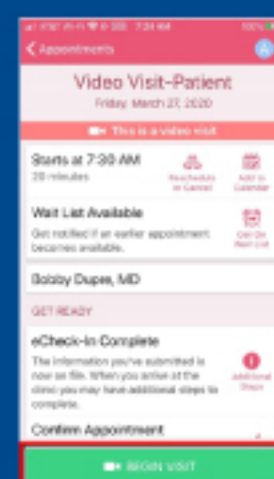 Appointments
A
Video Visit-Patient
Friday, March 27, 2020
This is a video visit
Starts at 7:30 AM
20 minutes
Reschedule
or Cancel
Add to
Calendar
Wait List Available
Get notified if an earlier appointment
becomes available.
Get On
Wait List
Bobby Dupre, MD
GET READY
eCheck-In Complete
The information you've submitted is
now on file. When you arrive at the
clinic you may have additional steps to
complete.
Additional
Steps
Confirm Appointment
BEGIN VISIT